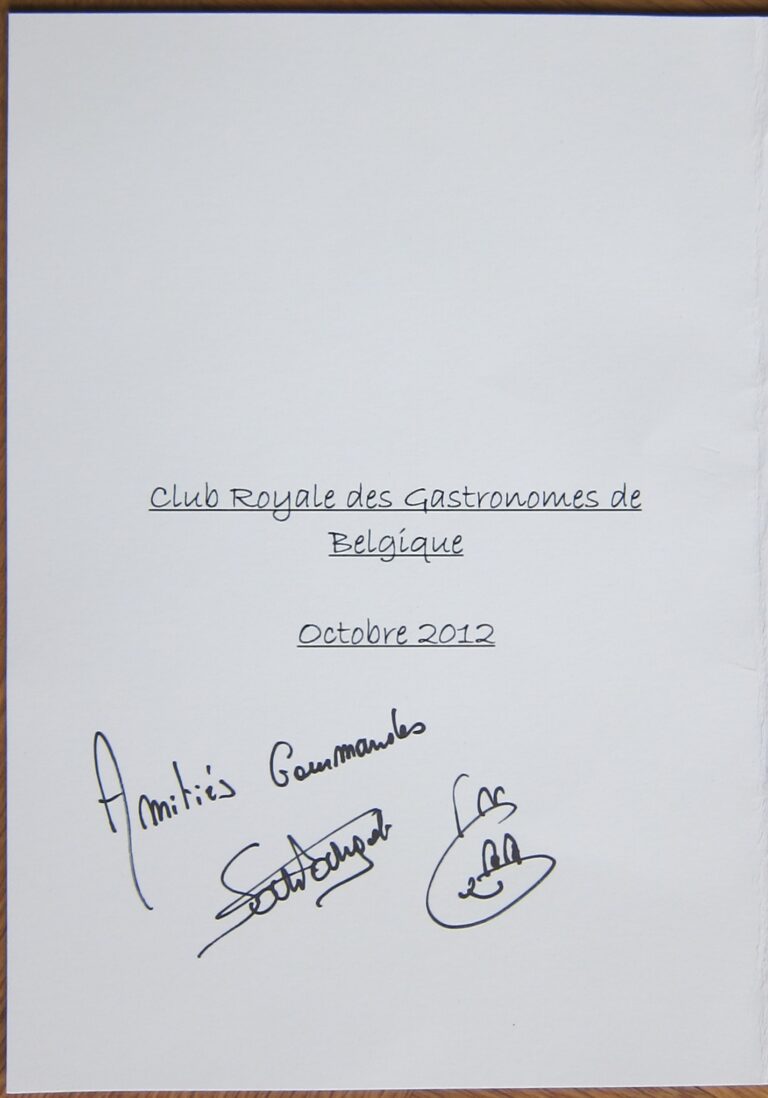 Club Royale des Gastronomes de
Belgique
Octobre 2012
Amitiés Gourmandes